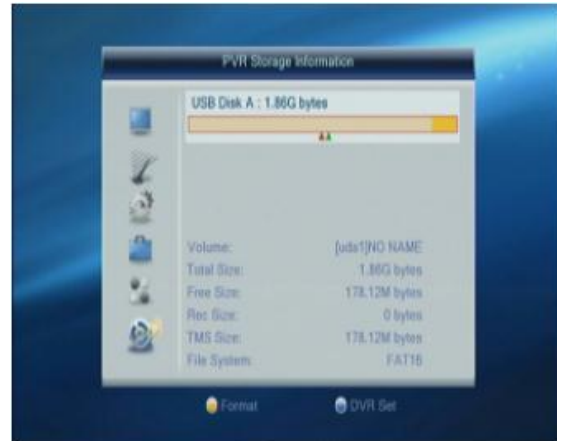 PVR Storage Information
USB Disk A : 1.86G bytes
Volume: [uda1]NO NAME
Total Size: 1.86G bytes
Free Size: 178.12M bytes
Rec Size: 0 bytes
TMS Size: 178.12M bytes
File System: FAT16
Format DVR Set